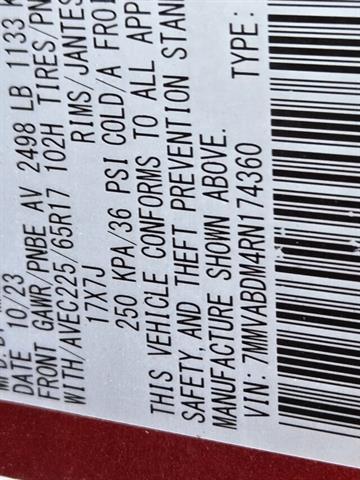 DATE 10/23
FRONT GAWR/PNBE AV 2498 LB 1133
WITH/AVEC225/65R17 102H TIRES/PN
17X7J RIMS/JANTES
250 KPA/36 PSI COLD/A FROI
THIS VEHICLE CONFORMS TO ALL APP
SAFETY, AND THEFT PREVENTION STAN
MANUFACTURE SHOWN ABOVE.
VIN: 7MMVABDM4RN174360 TYPE: